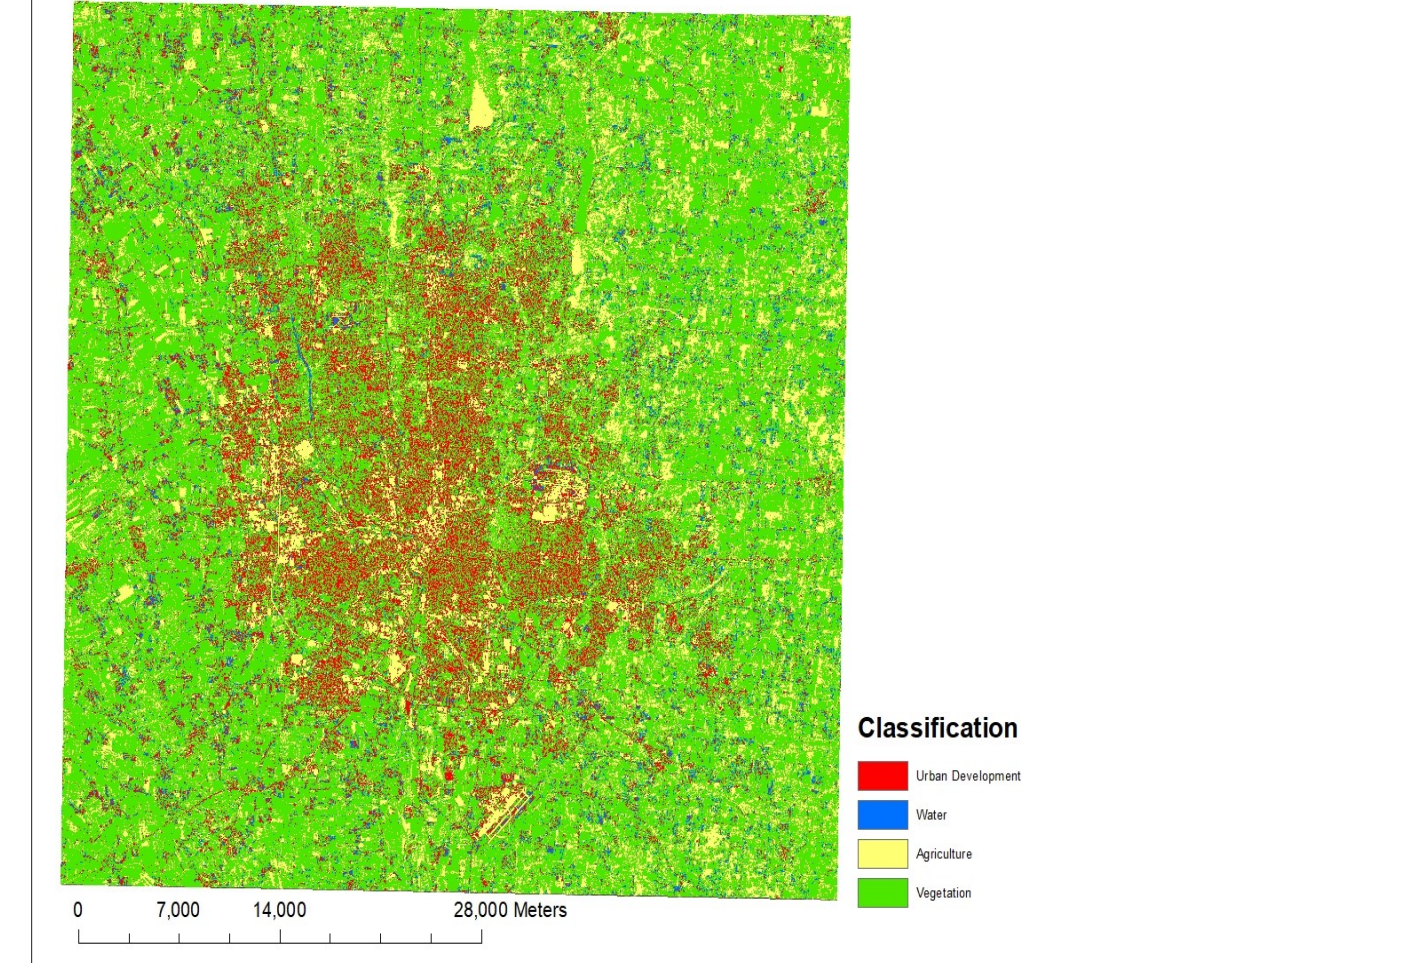 Classification
Urban Development
Water
Agriculture
Vegetation
0 7,000 14,000 28,000 Meters